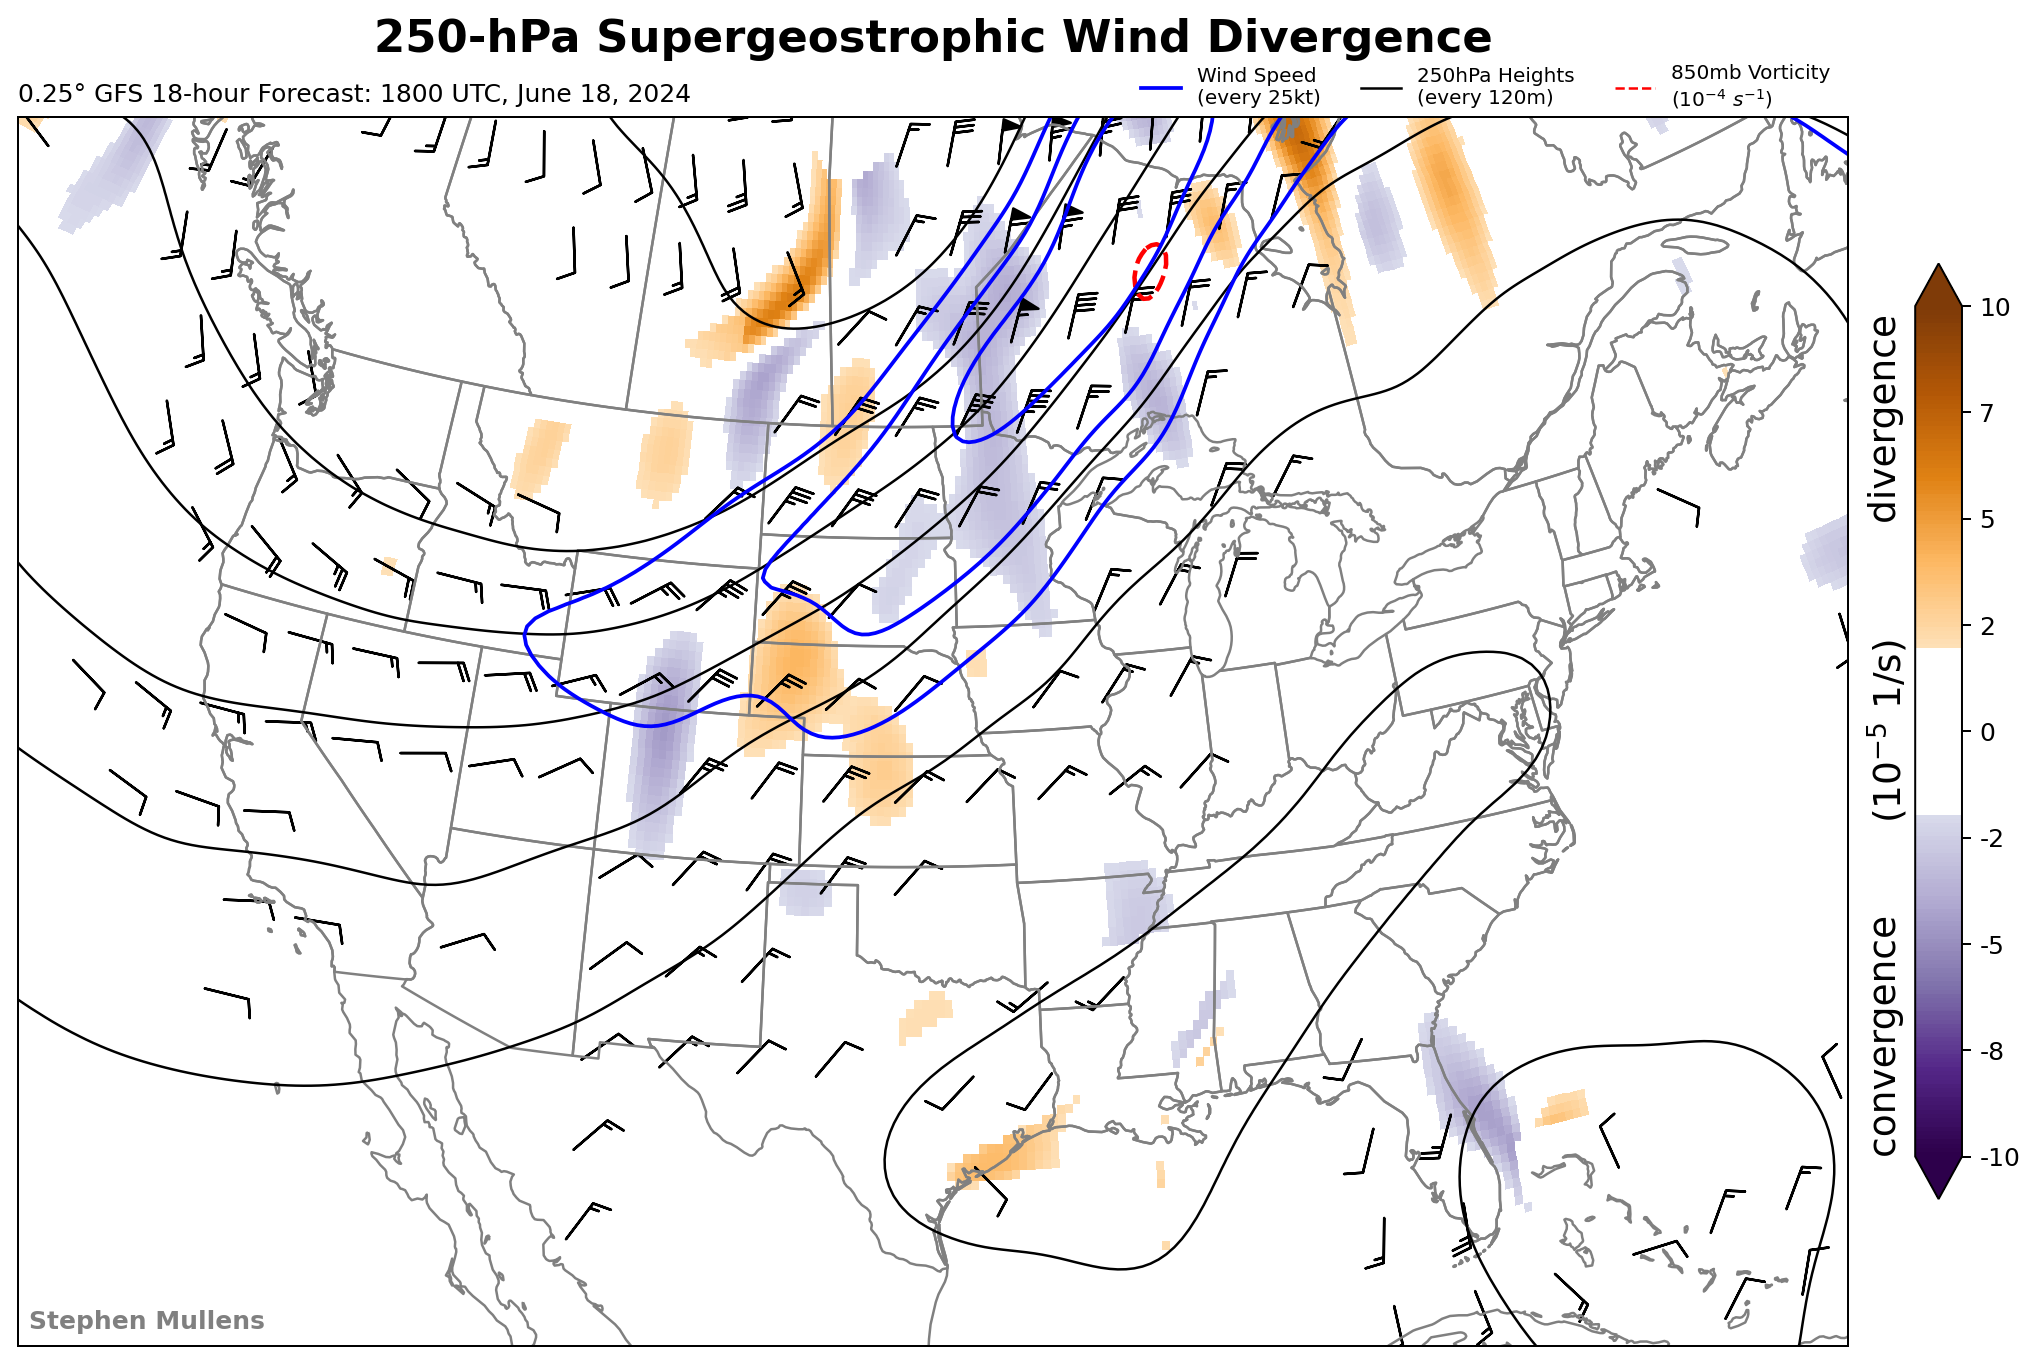 250-hPa Supergeostrophic Wind Divergence
0.25° GFS 18-hour Forecast: 1800 UTC, June 18, 2024
Wind Speed
(every 25kt)
250hPa Heights
(every 120m)
850mb Vorticity
(10⁻⁴ s⁻¹)
10
7
5
2
0
-2
-5
-8
-10
convergence (10⁻⁵ 1/s) divergence
Stephen Mullens